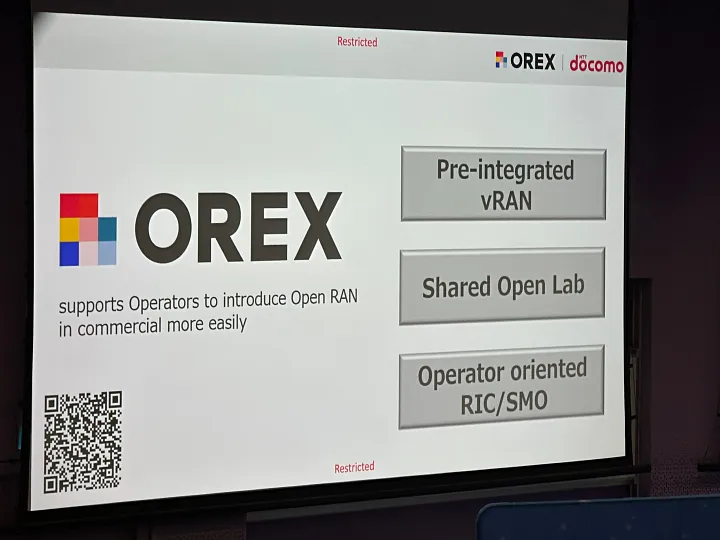 Restricted
OREX | NTT döcomo
OREX
supports Operators to introduce Open RAN
in commercial more easily
Pre-integrated
vRAN
Shared Open Lab
Operator oriented
RIC/SMO
Restricted